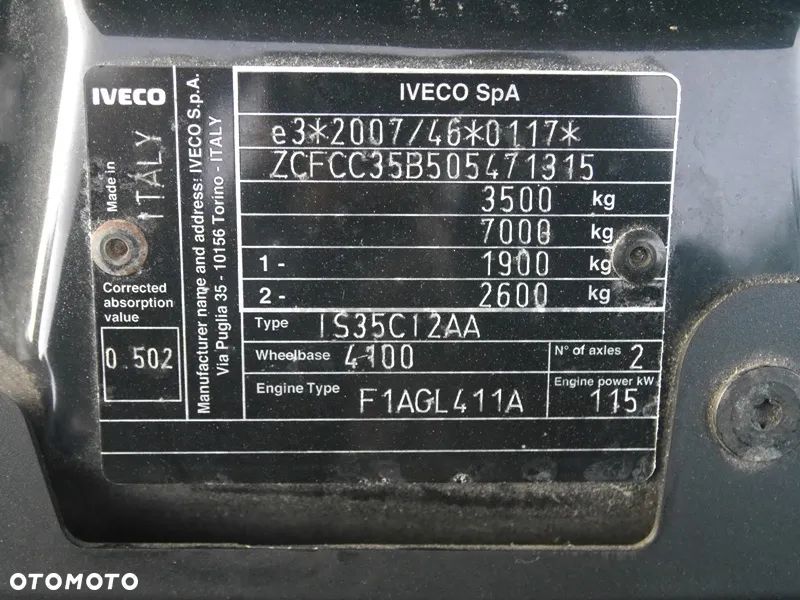 IVECO
Made in ITALY
Corrected
absorption
value
0.502
Manufacturer name and address: IVECO S.p.A.
Via Puglia 35 - 10156 Torino - ITALY
IVECO SpA
e3*2007/46*0117*
ZCFCC35B505471315
3500 kg
7000 kg
1 - 1900 kg
2 - 2600 kg
Type IS35C12AA
Wheelbase 4100 N° of axles 2
Engine Type F1AGL411A Engine power kW 115
OTOMOTO